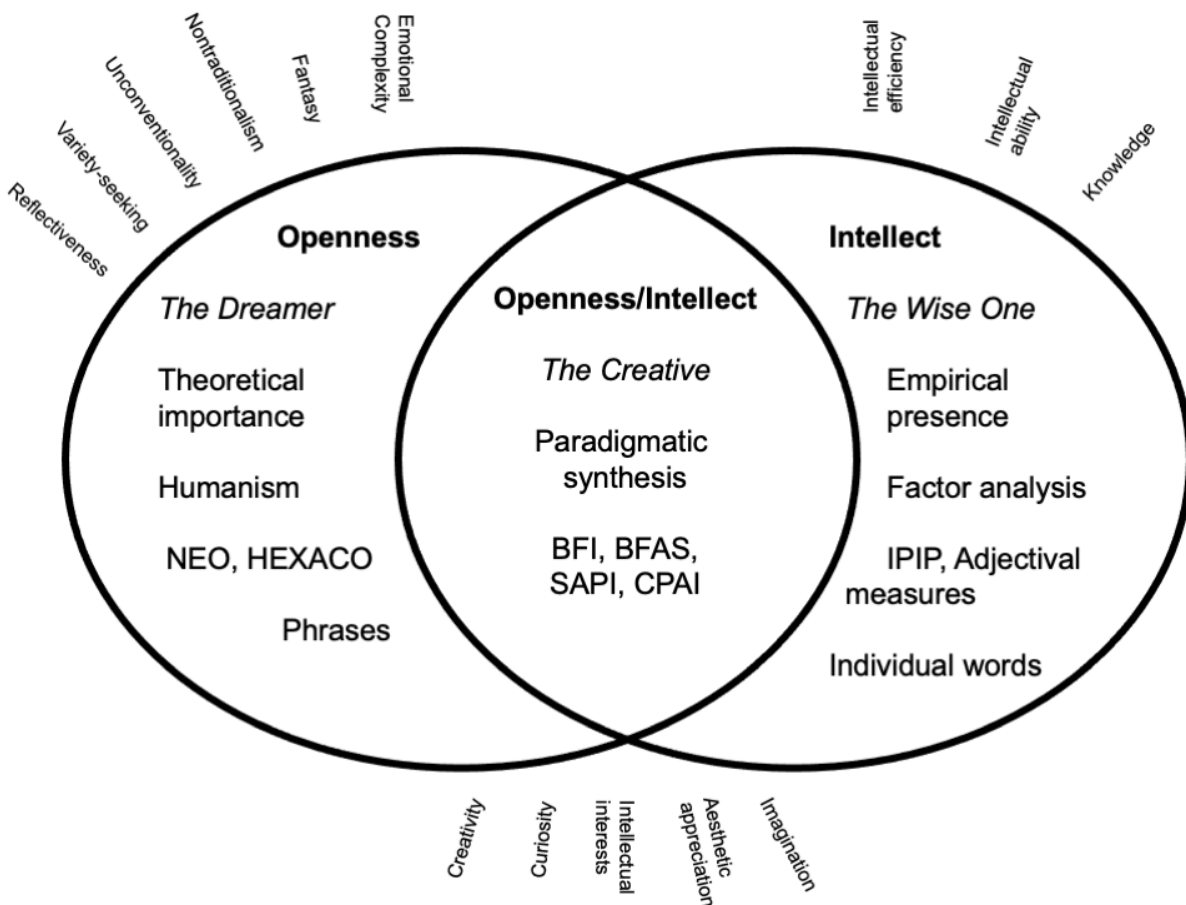 Reflectiveness
Variety-seeking
Unconventionality
Nontraditionalism
Fantasy
Emotional
Complexity
Intellectual
efficiency
Intellectual
ability
Knowledge
Openness
The Dreamer
Theoretical
importance
Humanism
NEO, HEXACO
Phrases
Openness/Intellect
The Creative
Paradigmatic
synthesis
BFI, BFAS,
SAPI, CPAI
Intellect
The Wise One
Empirical
presence
Factor analysis
IPIP, Adjectival
measures
Individual words
Creativity
Curiosity
Intellectual
interests
Aesthetic
appreciation
Imagination